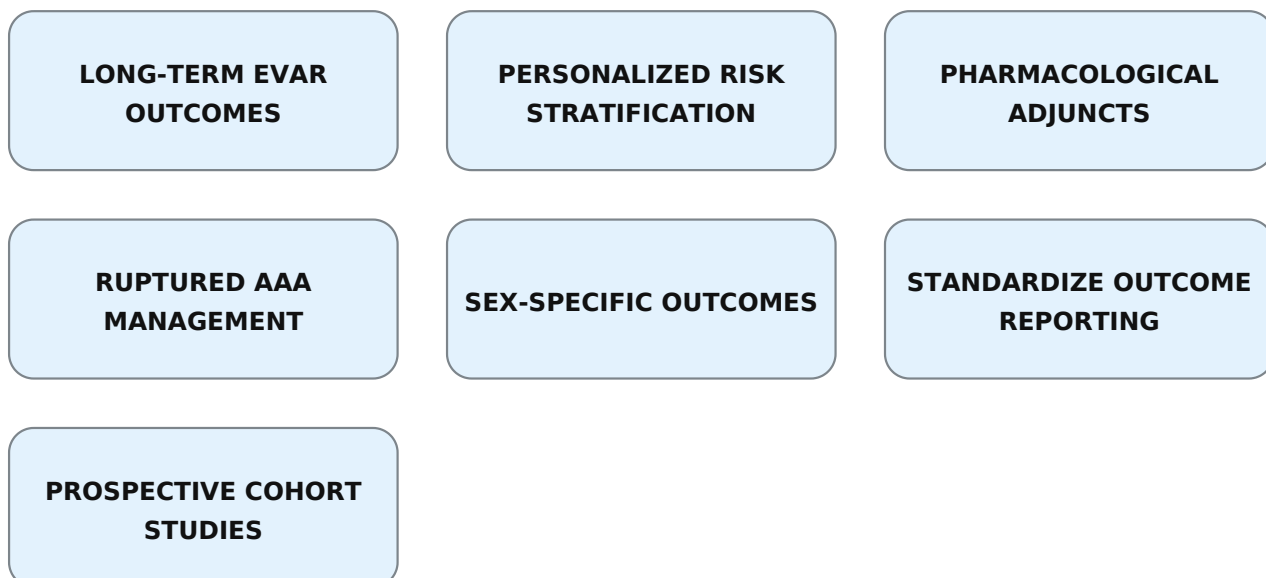 LONG-TERM EVAR
OUTCOMES
PERSONALIZED RISK
STRATIFICATION
PHARMACOLOGICAL
ADJUNCTS
RUPTURED AAA
MANAGEMENT
SEX-SPECIFIC OUTCOMES
STANDARDIZE OUTCOME
REPORTING
PROSPECTIVE COHORT
STUDIES